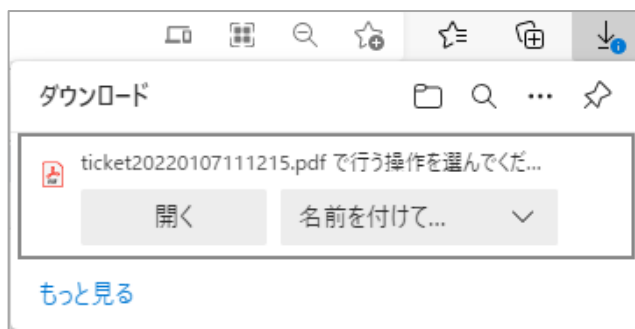 ダウンロード
ticket20220107111215.pdf で行う操作を選んでくだ...
開く
名前を付けて...
もっと見る